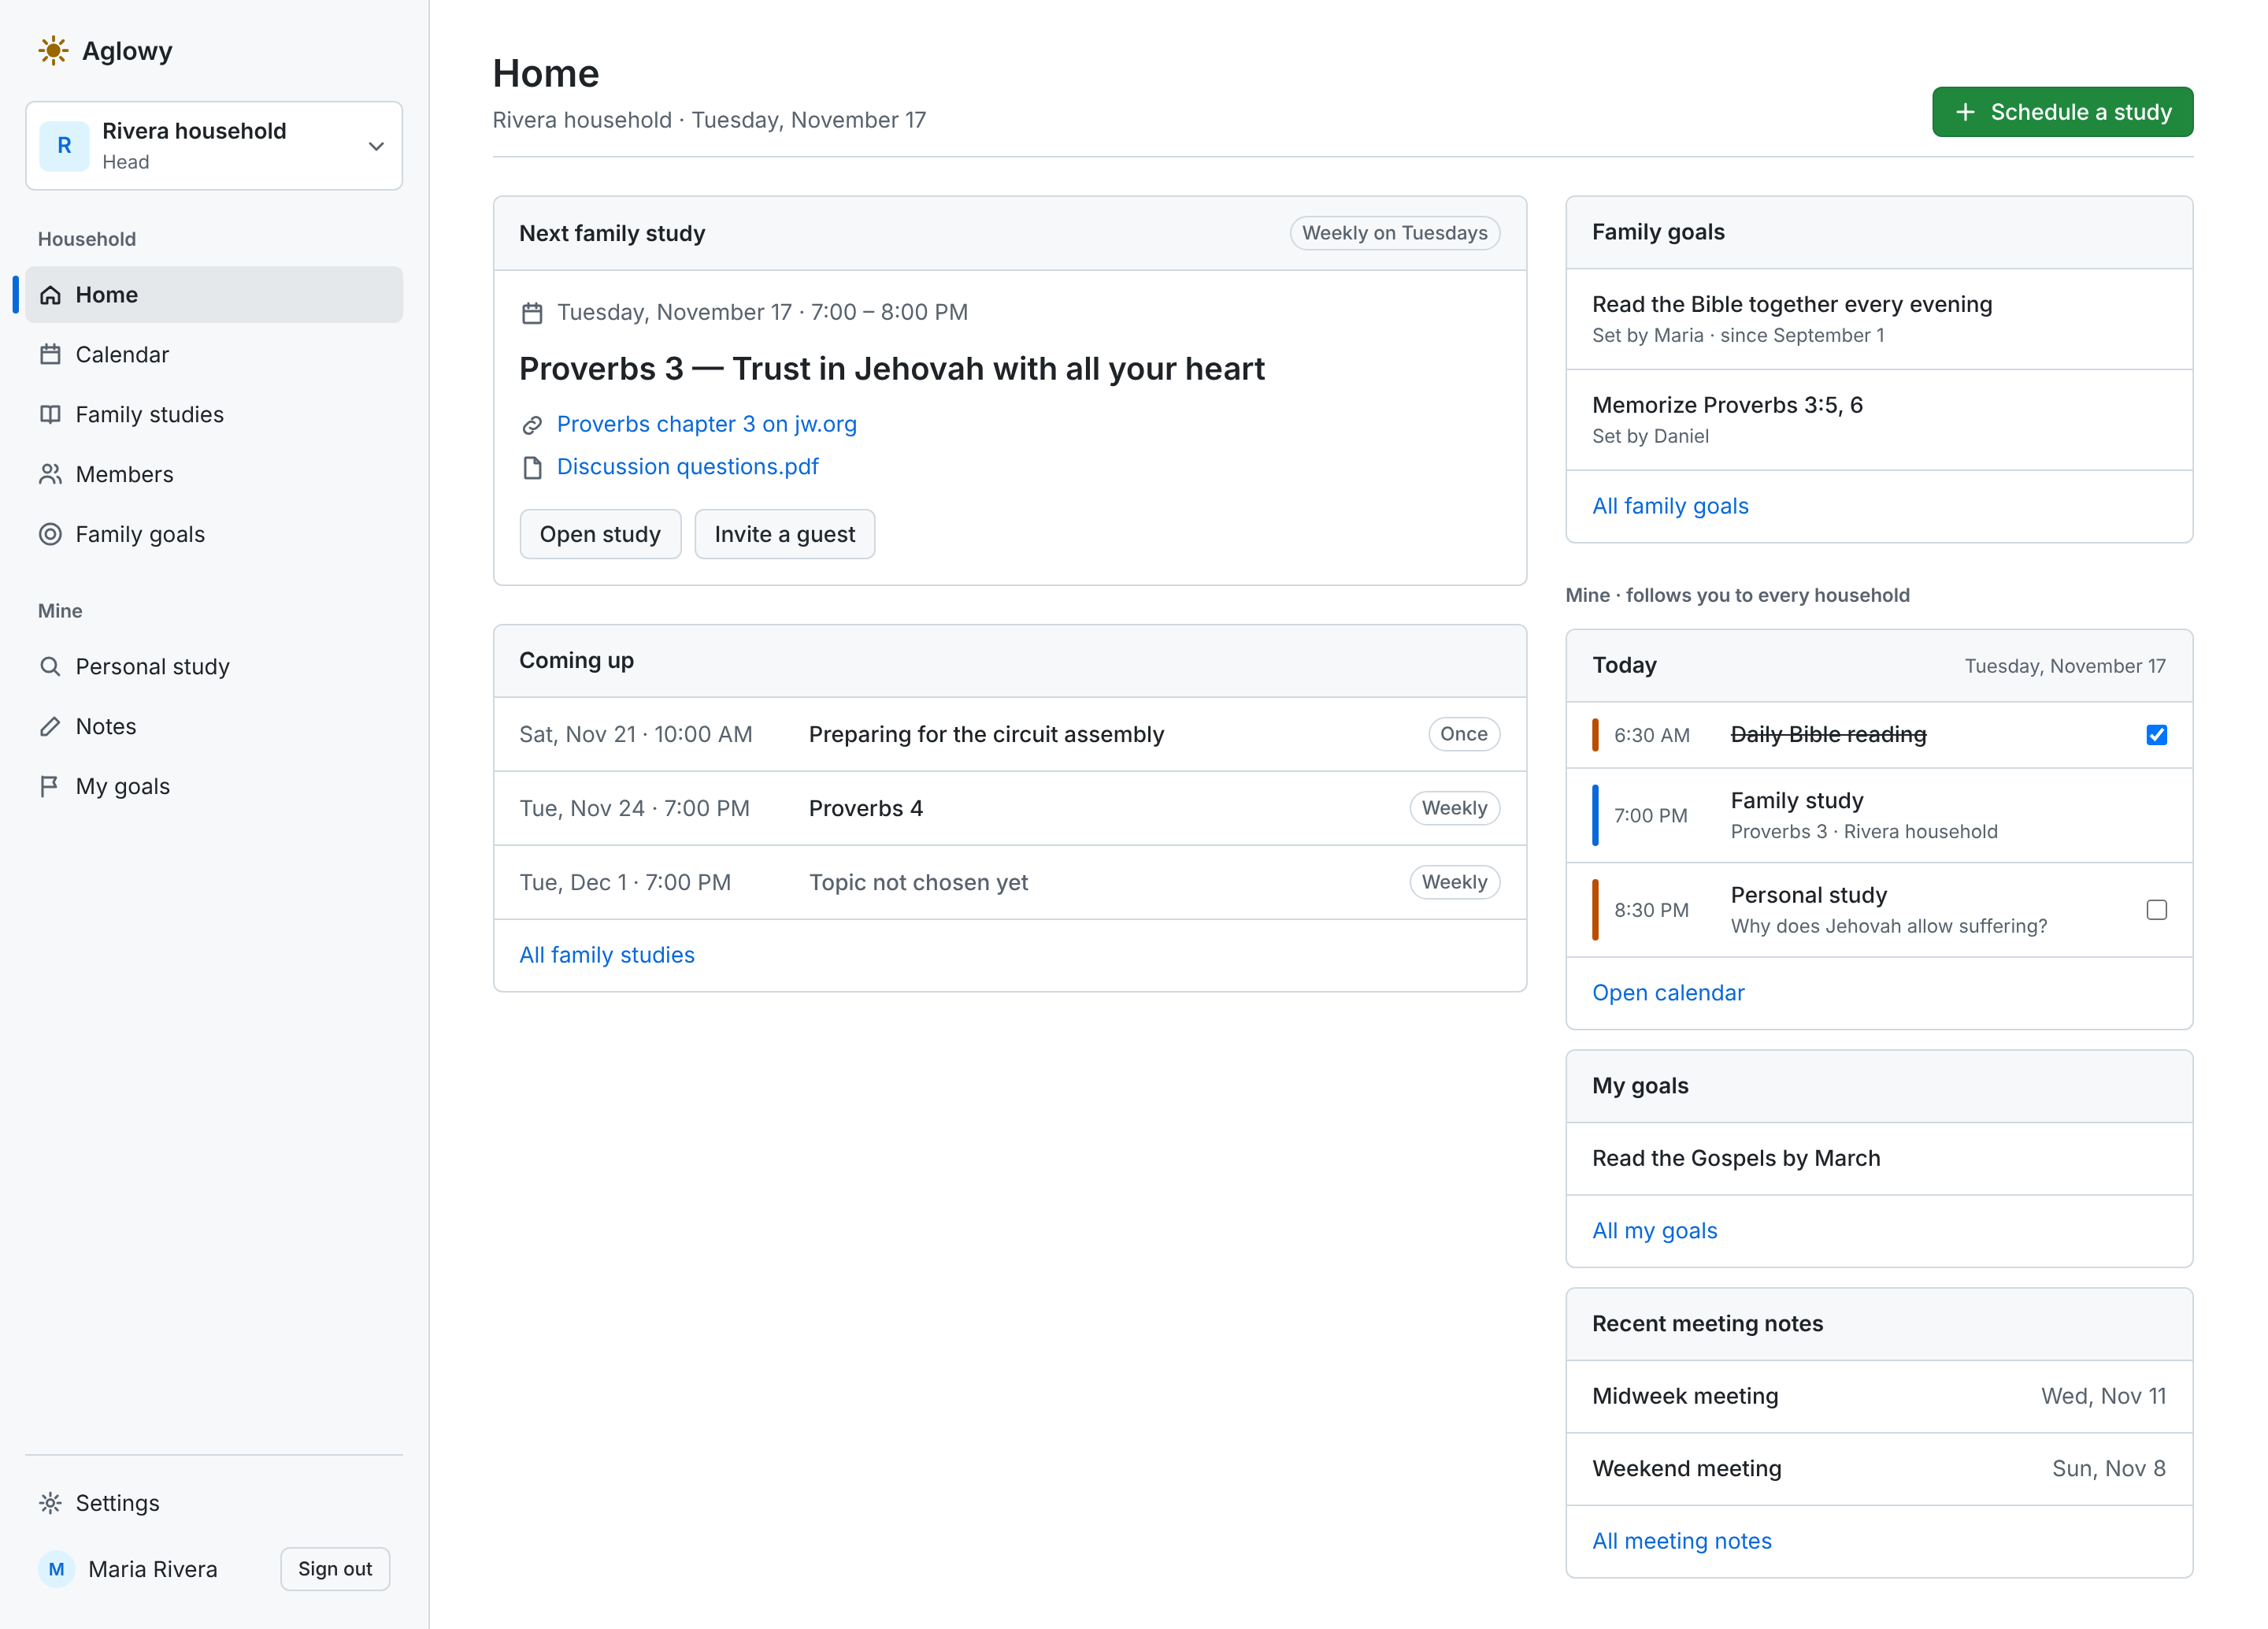 Aglowy
R
Rivera household
Head
Household
Home
Calendar
Family studies
Members
Family goals
Mine
Personal study
Notes
My goals
Settings
M
Maria Rivera
Sign out
Home
Rivera household · Tuesday, November 17
Schedule a study
Next family study
Weekly on Tuesdays
Tuesday, November 17 · 7:00 – 8:00 PM
Proverbs 3 — Trust in Jehovah with all your heart
Proverbs chapter 3 on jw.org
Discussion questions.pdf
Open study
Invite a guest
Coming up
Sat, Nov 21 · 10:00 AM Preparing for the circuit assembly Once
Tue, Nov 24 · 7:00 PM Proverbs 4 Weekly
Tue, Dec 1 · 7:00 PM Topic not chosen yet Weekly
All family studies
Family goals
Read the Bible together every evening
Set by Maria · since September 1
Memorize Proverbs 3:5, 6
Set by Daniel
All family goals
Mine · follows you to every household
Today Tuesday, November 17
6:30 AM Daily Bible reading
7:00 PM Family study
Proverbs 3 · Rivera household
8:30 PM Personal study
Why does Jehovah allow suffering?
Open calendar
My goals
Read the Gospels by March
All my goals
Recent meeting notes
Midweek meeting Wed, Nov 11
Weekend meeting Sun, Nov 8
All meeting notes